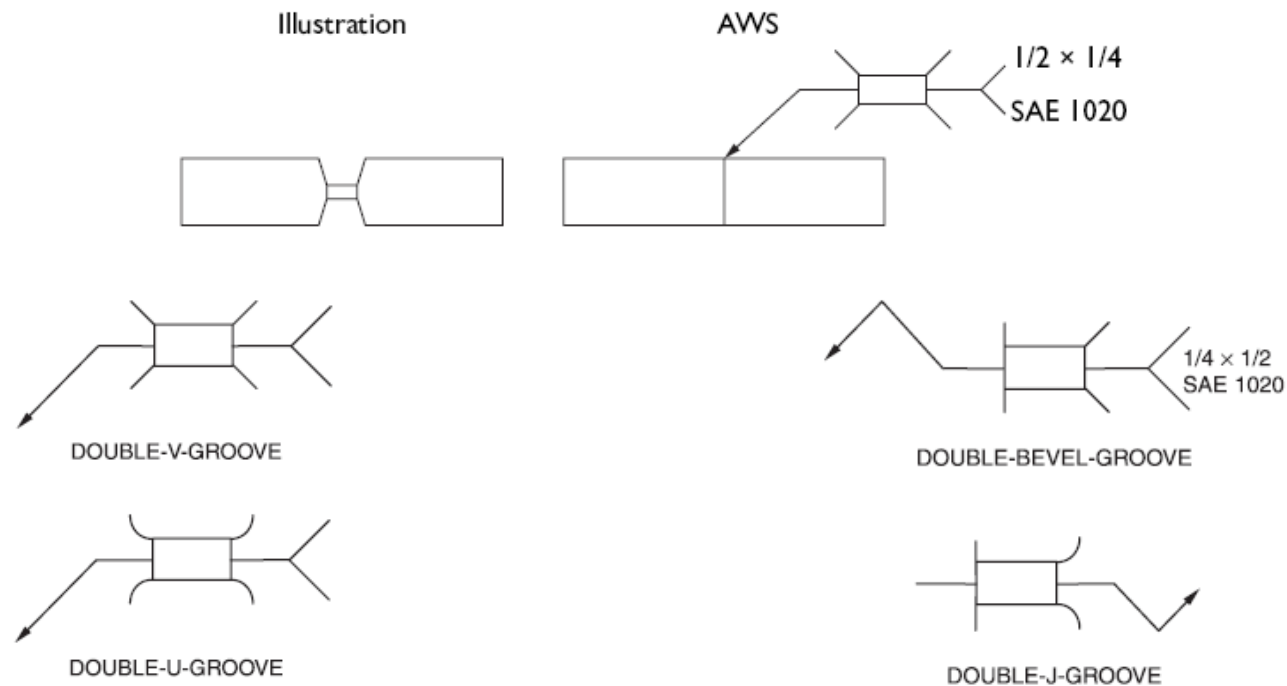 Illustration
AWS
1/2 × 1/4
SAE 1020
DOUBLE-V-GROOVE
1/4 × 1/2
SAE 1020
DOUBLE-BEVEL-GROOVE
DOUBLE-U-GROOVE
DOUBLE-J-GROOVE